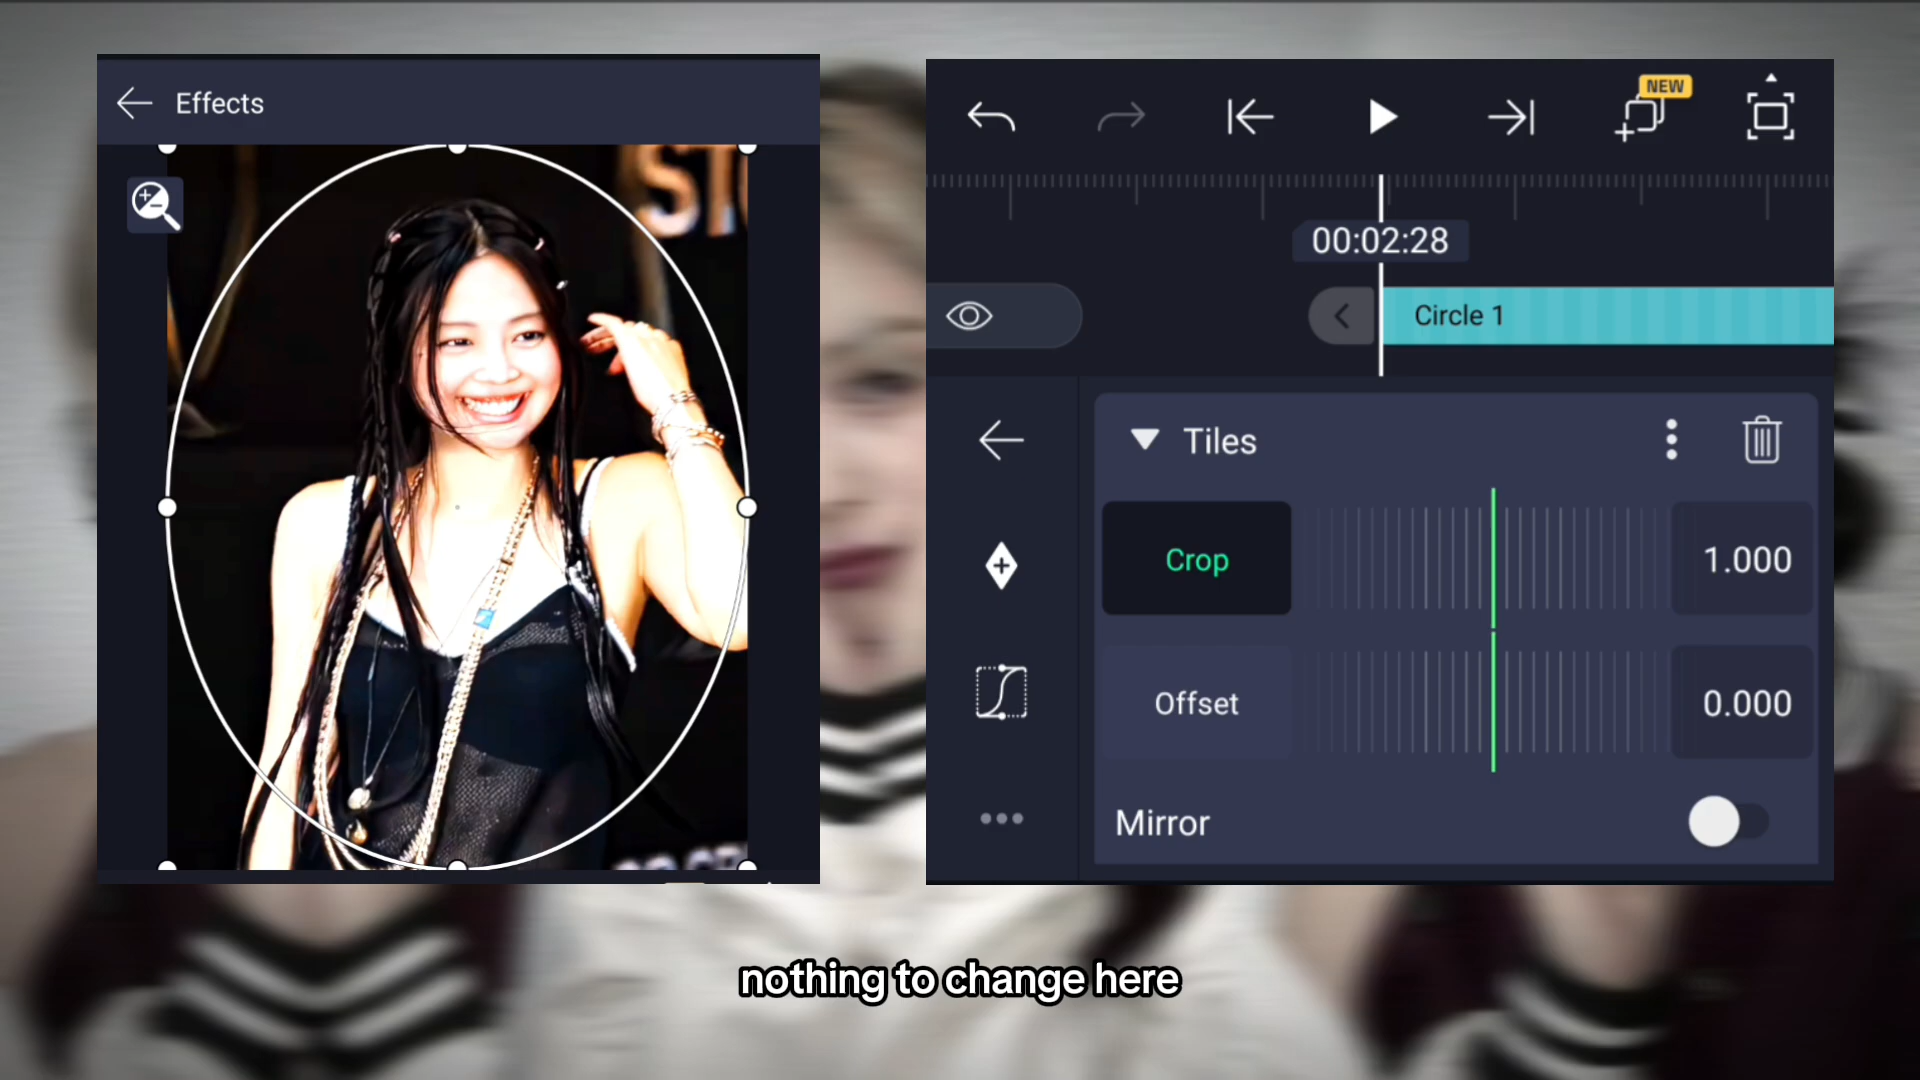 Effects
ST
NEW
00:02:28
Circle 1
Tiles
Crop
1.000
Offset
0.000
Mirror
nothing to change here